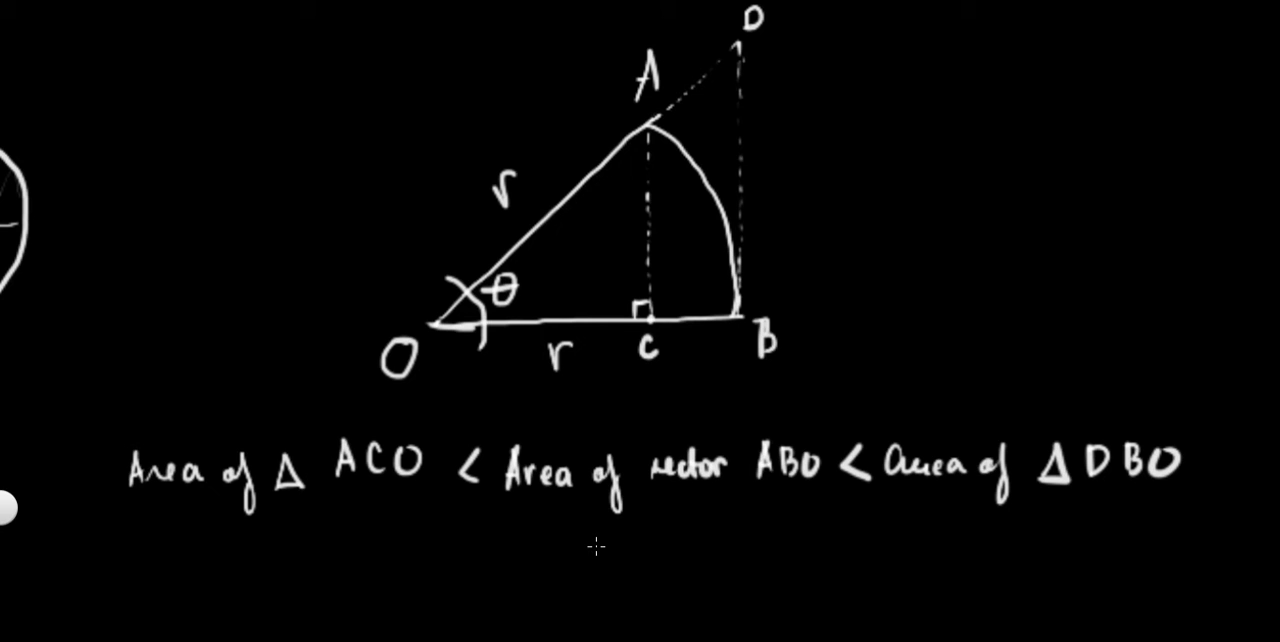 D
A
r
θ
O
r
C
B
Area of Δ ACO < Area of sector ABO < area of Δ DBO